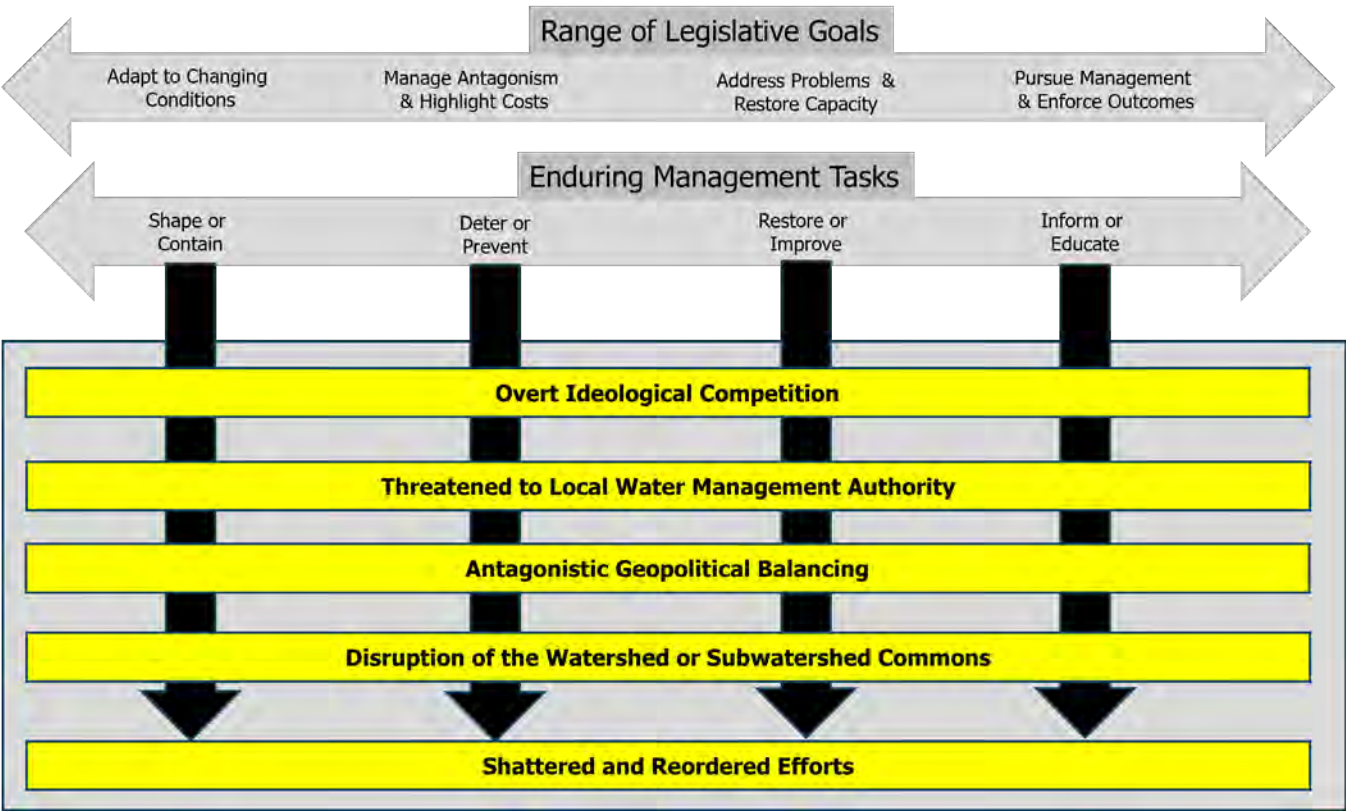 Range of Legislative Goals
Adapt to Changing
Conditions
Manage Antagonism
& Highlight Costs
Address Problems &
Restore Capacity
Pursue Management
& Enforce Outcomes
Enduring Management Tasks
Shape or
Contain
Deter or
Prevent
Restore or
Improve
Inform or
Educate
Overt Ideological Competition
Threatened to Local Water Management Authority
Antagonistic Geopolitical Balancing
Disruption of the Watershed or Subwatershed Commons
Shattered and Reordered Efforts